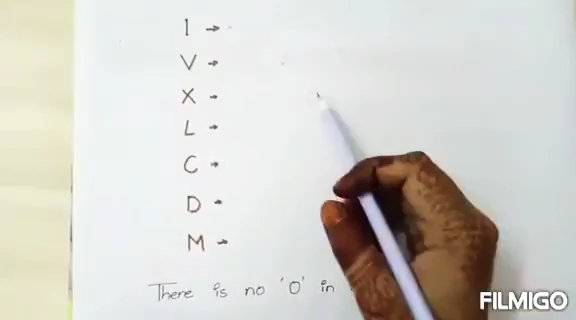 I →
V →
X →
L →
C →
D →
M →
There is no 'O' in
FILMIGO